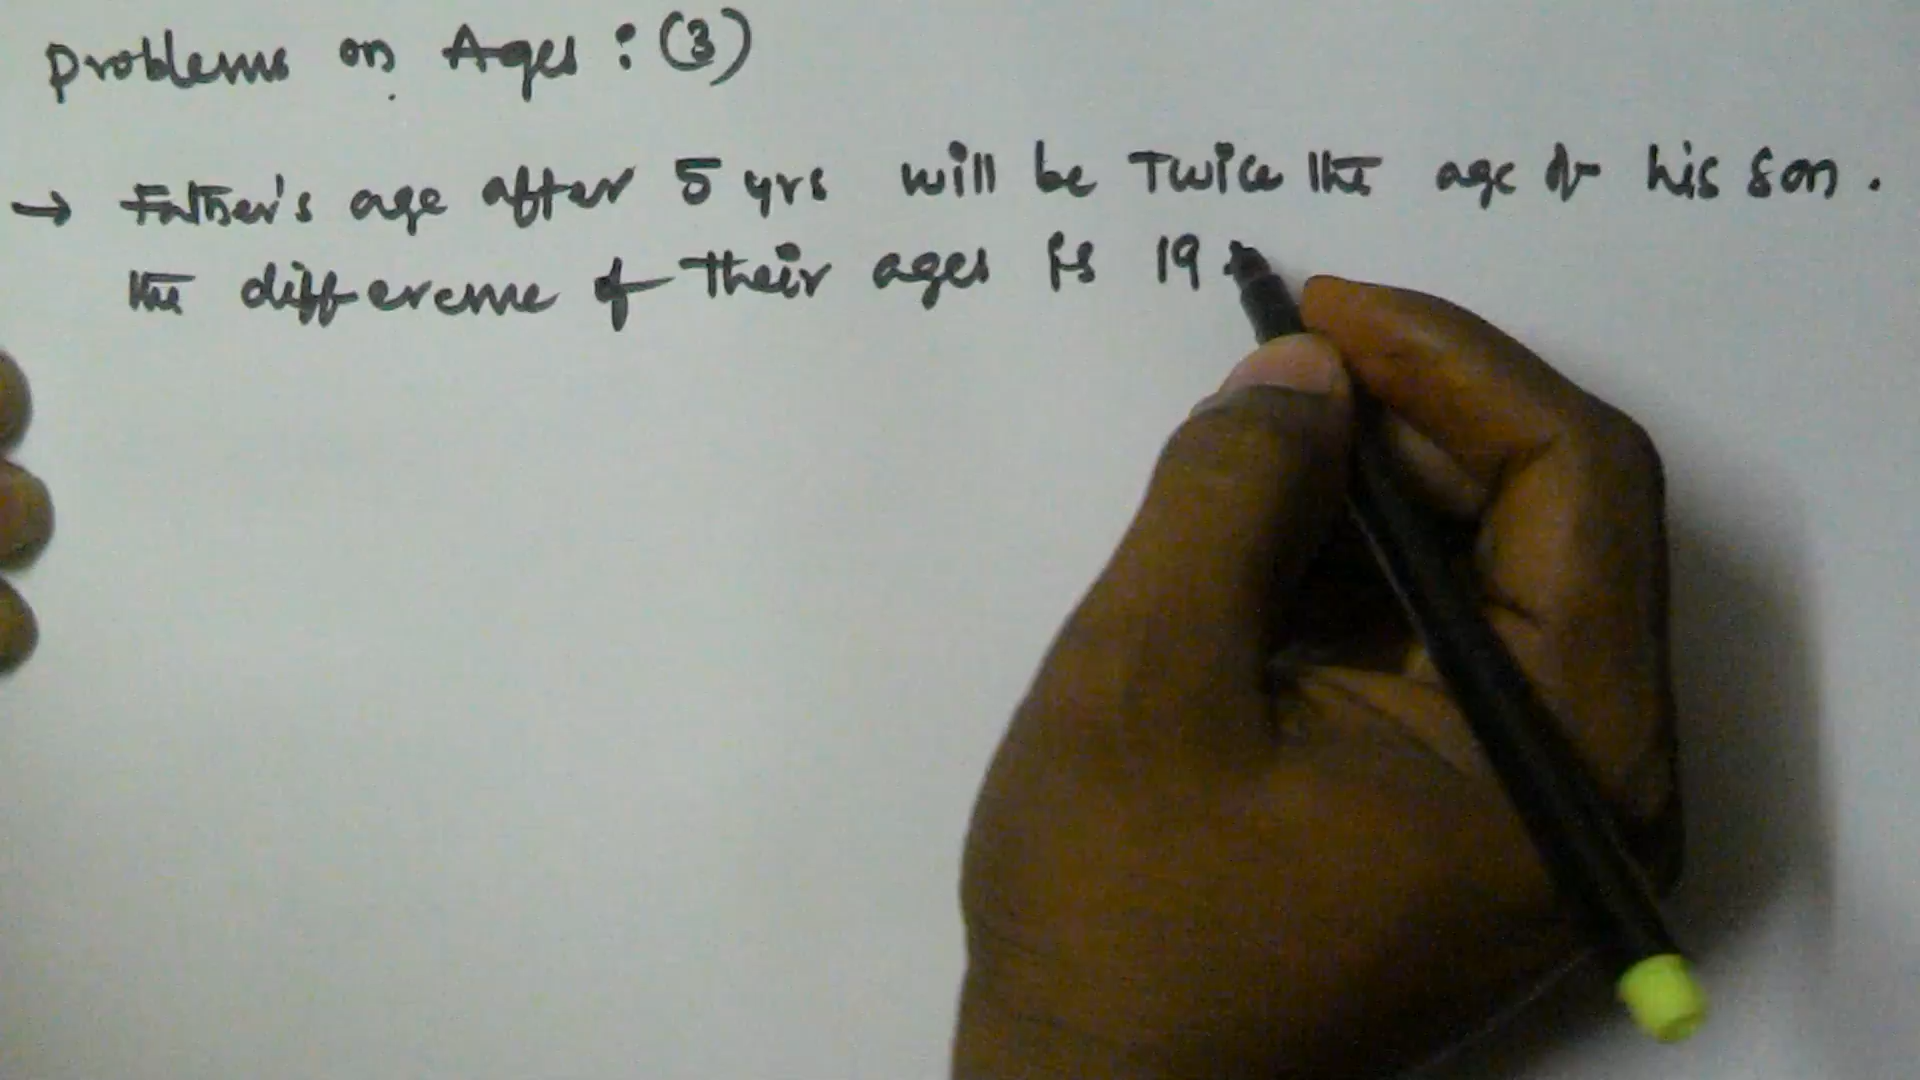 Problems on Ages : (3)
→ Father's age after 5 yrs will be Twice the age of his son.
the difference of Their ages is 19